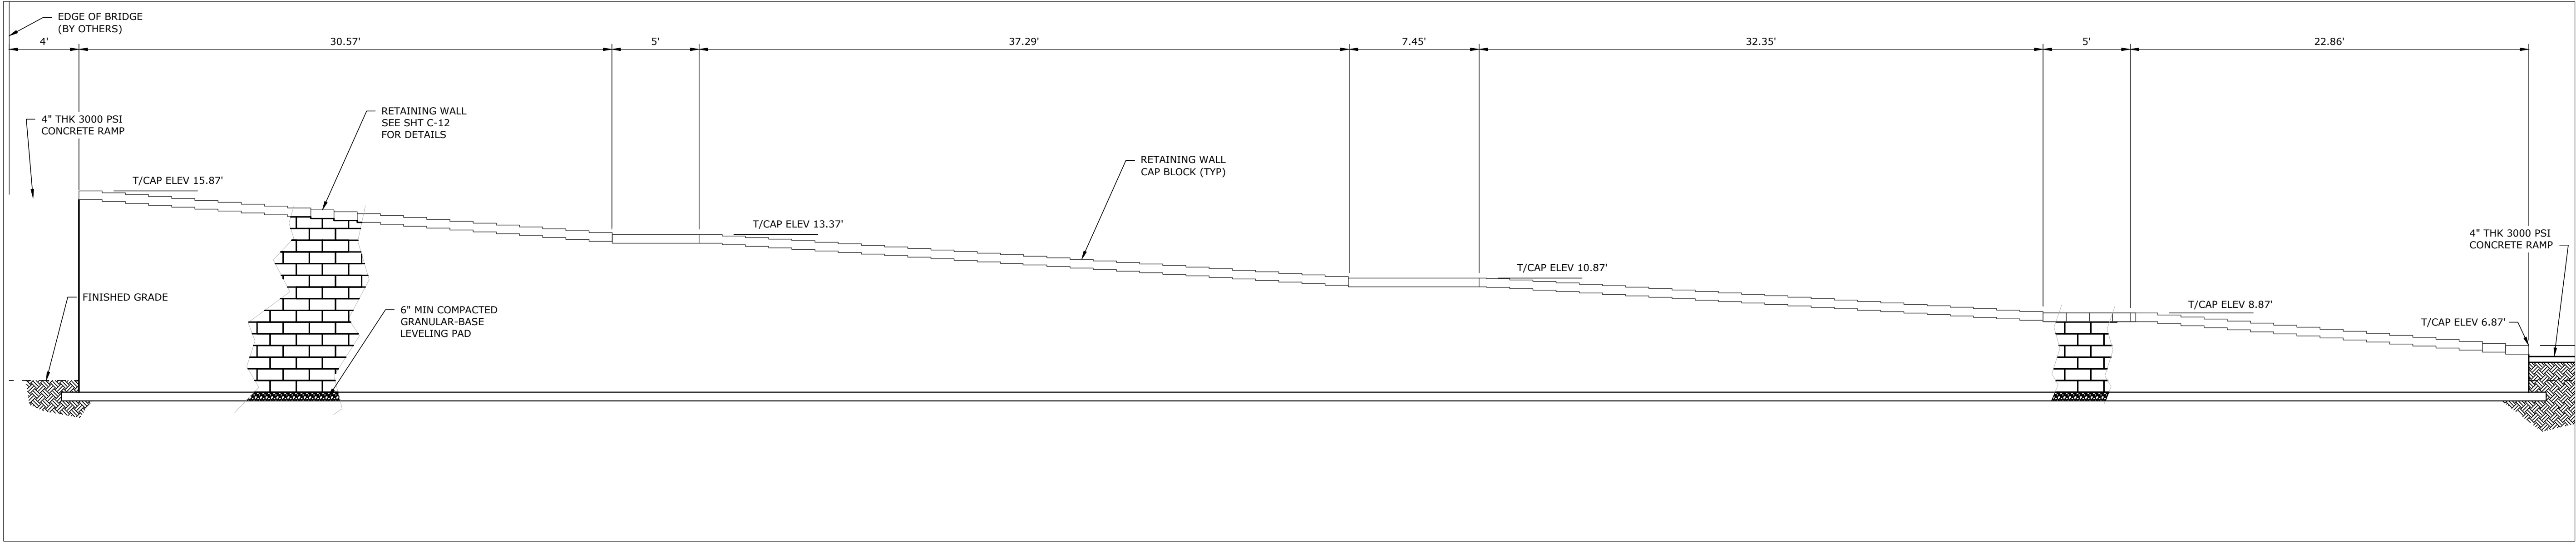 EDGE OF BRIDGE
(BY OTHERS)
4'
30.57'
5'
37.29'
7.45'
32.35'
5'
22.86'
4" THK 3000 PSI
CONCRETE RAMP
RETAINING WALL
SEE SHT C-12
FOR DETAILS
RETAINING WALL
CAP BLOCK (TYP)
T/CAP ELEV 15.87'
T/CAP ELEV 13.37'
T/CAP ELEV 10.87'
T/CAP ELEV 8.87'
T/CAP ELEV 6.87'
4" THK 3000 PSI
CONCRETE RAMP
FINISHED GRADE
6" MIN COMPACTED
GRANULAR-BASE
LEVELING PAD